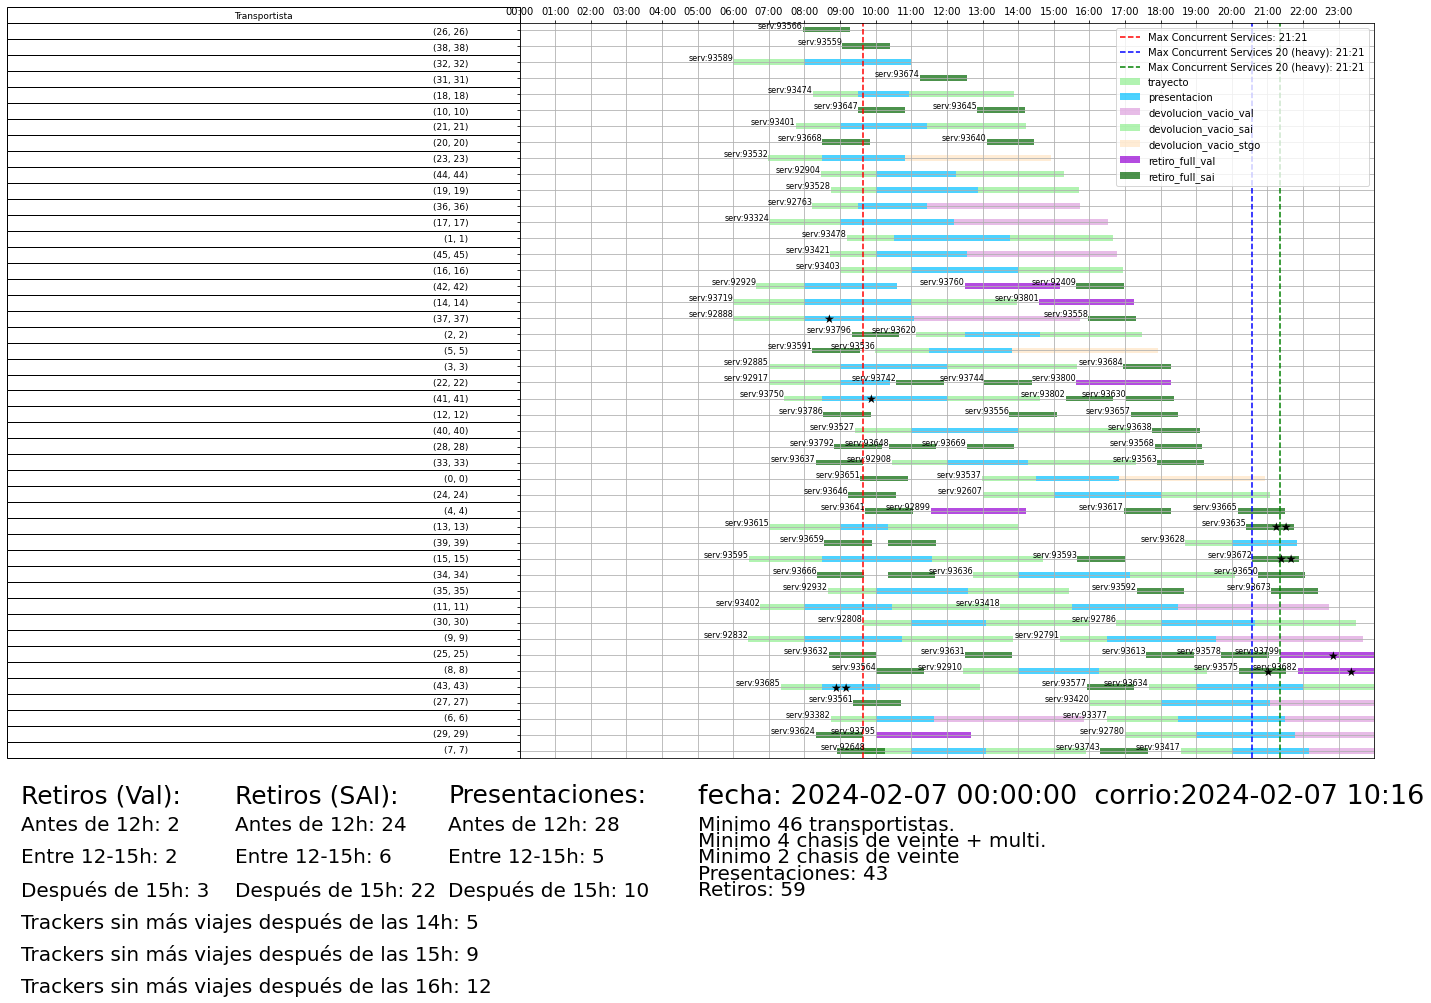 Transportista
00:00 01:00 02:00 03:00 04:00 05:00 06:00 07:00 08:00 09:00 10:00 11:00 12:00 13:00 14:00 15:00 16:00 17:00 18:00 19:00 20:00 21:00 22:00 23:00
Max Concurrent Services: 21:21
Max Concurrent Services 20 (heavy): 21:21
Max Concurrent Services 20 (heavy): 21:21
trayecto
presentacion
devolucion_vacio_val
devolucion_vacio_sai
devolucion_vacio_stgo
retiro_full_val
retiro_full_sai
(26, 26) serv:93566
(38, 38) serv:93559
(32, 32) serv:93589
(31, 31) serv:93674
(18, 18) serv:93474
(10, 10) serv:93647 serv:93645
(21, 21) serv:93401
(20, 20) serv:93668 serv:93640
(23, 23) serv:93532
(44, 44) serv:92904
(19, 19) serv:93528
(36, 36) serv:92763
(17, 17) serv:93324
(1, 1) serv:93478
(45, 45) serv:93421
(16, 16) serv:93403
(42, 42) serv:92929 serv:93760 serv:92409
(14, 14) serv:93719 serv:93801
(37, 37) serv:92888 serv:93558
(2, 2) serv:93796 serv:93620
(5, 5) serv:93591 serv:93536
(3, 3) serv:92885 serv:93684
(22, 22) serv:92917 serv:93742 serv:93744 serv:93800
(41, 41) serv:93750 serv:93802 serv:93630
(12, 12) serv:93786 serv:93556 serv:93657
(40, 40) serv:93527 serv:93638
(28, 28) serv:93792 serv:93648 serv:93669 serv:93568
(33, 33) serv:93637 serv:92908 serv:93563
(0, 0) serv:93651 serv:93537
(24, 24) serv:93646 serv:92607
(4, 4) serv:93641 serv:92899 serv:93617 serv:93665
(13, 13) serv:93615 serv:93635
(39, 39) serv:93659 serv:93628
(15, 15) serv:93595 serv:93593 serv:93672
(34, 34) serv:93666 serv:93636 serv:93650
(35, 35) serv:92932 serv:93592 serv:93673
(11, 11) serv:93402 serv:93418
(30, 30) serv:92808 serv:92786
(9, 9) serv:92832 serv:92791
(25, 25) serv:93632 serv:93631 serv:93613 serv:93578 serv:93799
(8, 8) serv:93564 serv:92910 serv:93575 serv:93682
(43, 43) serv:93685 serv:93577 serv:93634
(27, 27) serv:93561 serv:93420
(6, 6) serv:93382 serv:93377
(29, 29) serv:93624 serv:93795 serv:92780
(7, 7) serv:92648 serv:93743 serv:93417
Retiros (Val):
Antes de 12h: 2
Entre 12-15h: 2
Después de 15h: 3
Retiros (SAI):
Antes de 12h: 24
Entre 12-15h: 6
Después de 15h: 22
Presentaciones:
Antes de 12h: 28
Entre 12-15h: 5
Después de 15h: 10
Trackers sin más viajes después de las 14h: 5
Trackers sin más viajes después de las 15h: 9
Trackers sin más viajes después de las 16h: 12
fecha: 2024-02-07 00:00:00 corrio:2024-02-07 10:16
Minimo 46 transportistas.
Minimo 4 chasis de veinte + multi.
Minimo 2 chasis de veinte
Presentaciones: 43
Retiros: 59